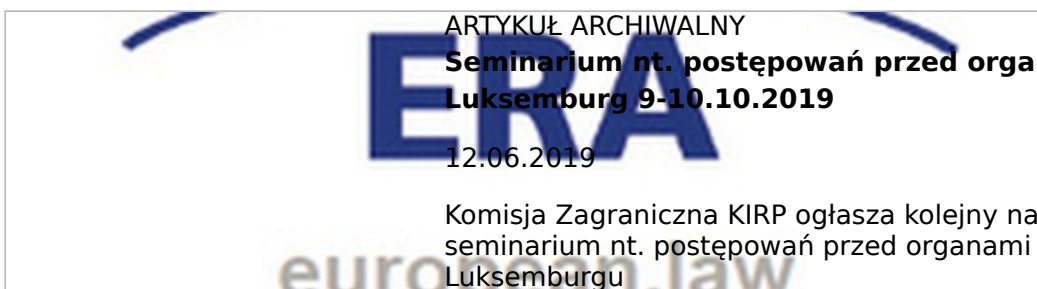 ARTYKUŁ ARCHIWALNY
Seminarium nt. postępowań przed orga
Luksemburg 9-10.10.2019
ERA
12.06.2019
Komisja Zagraniczna KIRP ogłasza kolejny na
seminarium nt. postępowań przed organami
european.law
Luksemburgu